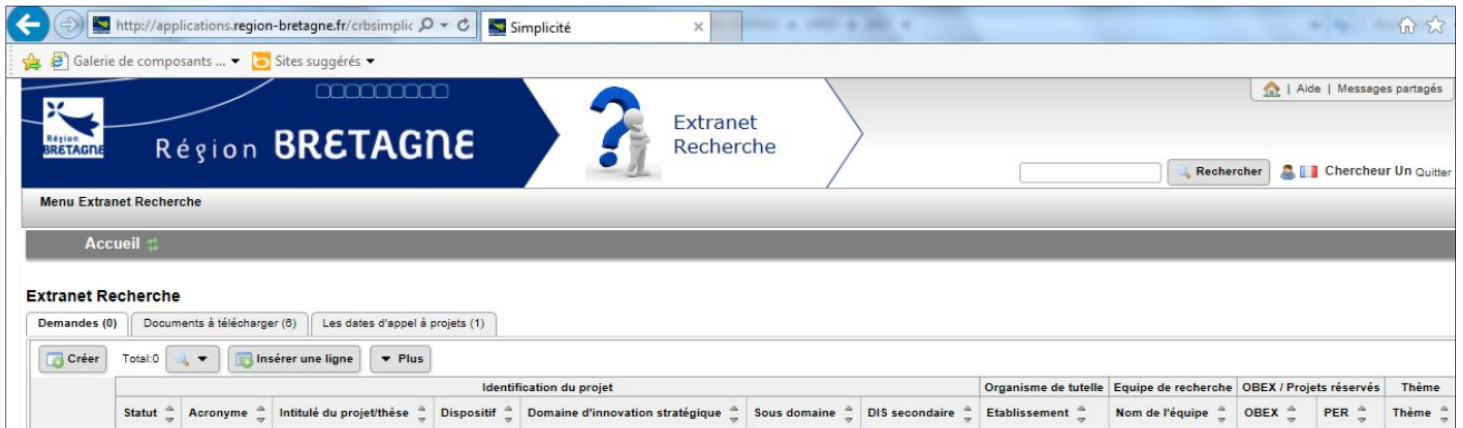 http://applications.region-bretagne.fr/crbsimplic
Simplicité
Galerie de composants ...
Sites suggérés
Région BRETAGNE
Région BRETAGNE
Extranet Recherche
Aide | Messages partagés
Rechercher
Chercheur Un Quitter
Menu Extranet Recherche
Accueil
Extranet Recherche
Demandes (0) Documents à télécharger (6) Les dates d'appel à projets (1)
Créer Total:0 Insérer une ligne Plus
Identification du projet Organisme de tutelle Equipe de recherche OBEX / Projets réservés Thème
Statut Acronyme Intitulé du projet/thèse Dispositif Domaine d'innovation stratégique Sous domaine DIS secondaire Etablissement Nom de l'équipe OBEX PER Thème